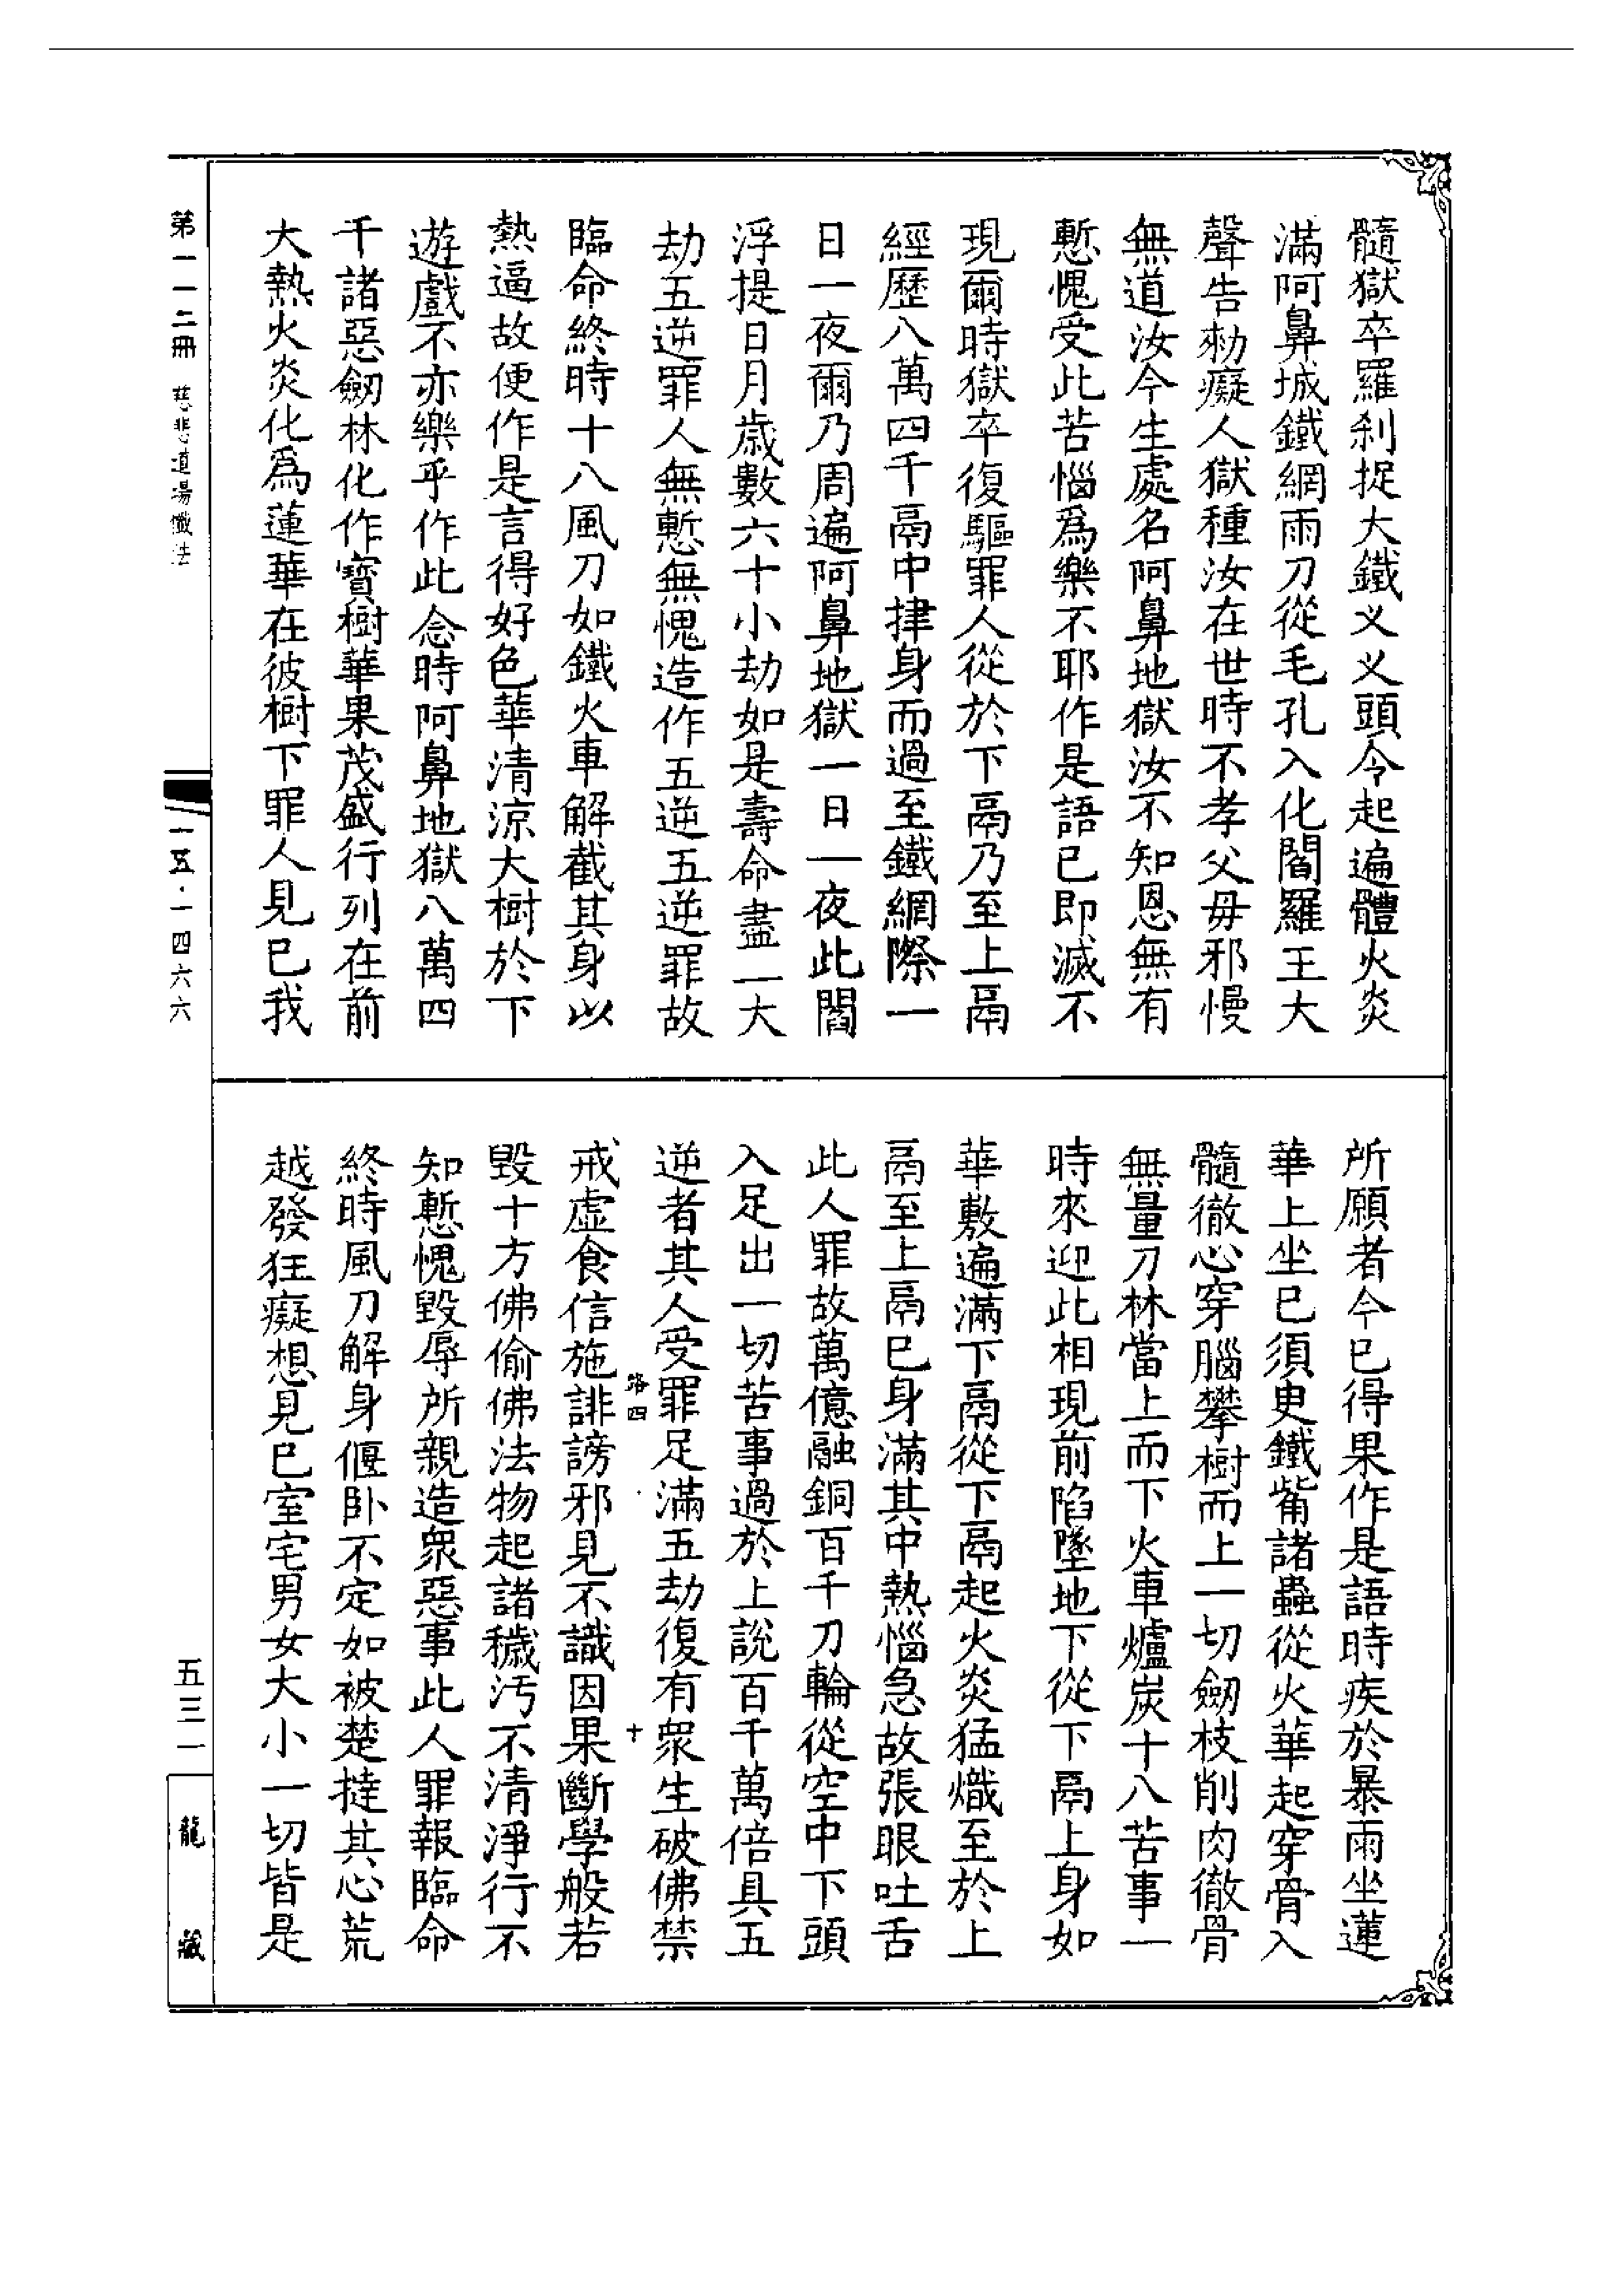 髓獄卒羅刹捉大鐵义义頭令起遍體火炎
滿阿鼻城鐵網雨刀從毛孔入化閻羅王大
聲告勑癡人獄種汝在世時不孝父毋邪慢
無道汝今生處名阿鼻地獄汝不知恩無有
慙愧受此苦惱爲樂不耶作是語已即滅不
現爾時獄卒復驅罪人從於下鬲乃至上鬲
經歷八萬四千鬲中㨖身而過至鐵網際一
日一夜爾乃周遍阿鼻地獄一日一夜此閻
浮提日月歲數六十小劫如是壽命盡一大
劫五逆罪人無慙無愧造作五逆五逆罪故
臨命終時十八風刀如鐵火車解截其身以
熱逼故便作是言得好色華清涼大樹於下
遊戲不亦樂乎作此念時阿鼻地獄八萬四
千諸惡劒林化作寳樹華果茂盛行列在前
大熱火炎化爲蓮華在彼樹下罪人見已我
所願者今已得果作是語時疾於暴雨坐蓮
華上坐已須㬰鐵觜諸蟲從火華起穿骨入
髓徹心穿腦攀樹而上一切劒枝削肉徹骨
無量刀林當上而下火車爐炭十八苦事一
時來迎此相現前陷墜地下從下鬲上身如
華敷遍滿下鬲從下鬲起火炎猛熾至於上
鬲至上鬲已身滿其中熱惱急故張眼吐舌
此人罪故萬億融銅百千刀輪從空中下頭
入足出一切苦事過於上說百千萬倍具五
逆者其人受罪足滿五劫復有衆生破佛禁
路四 十
戒虛食信施誹謗邪見不識因果斷學般若
毀十方佛偷佛法物起諸穢汚不清淨行不
知慙愧毀辱所親造衆惡事此人罪報臨命
終時風刀解身偃卧不定如被楚撻其心荒
越發狂癡想見已室宅男女大小一切皆是
第一一二冊 慈悲道場懺法
一五·一四六六
五三一
龍藏